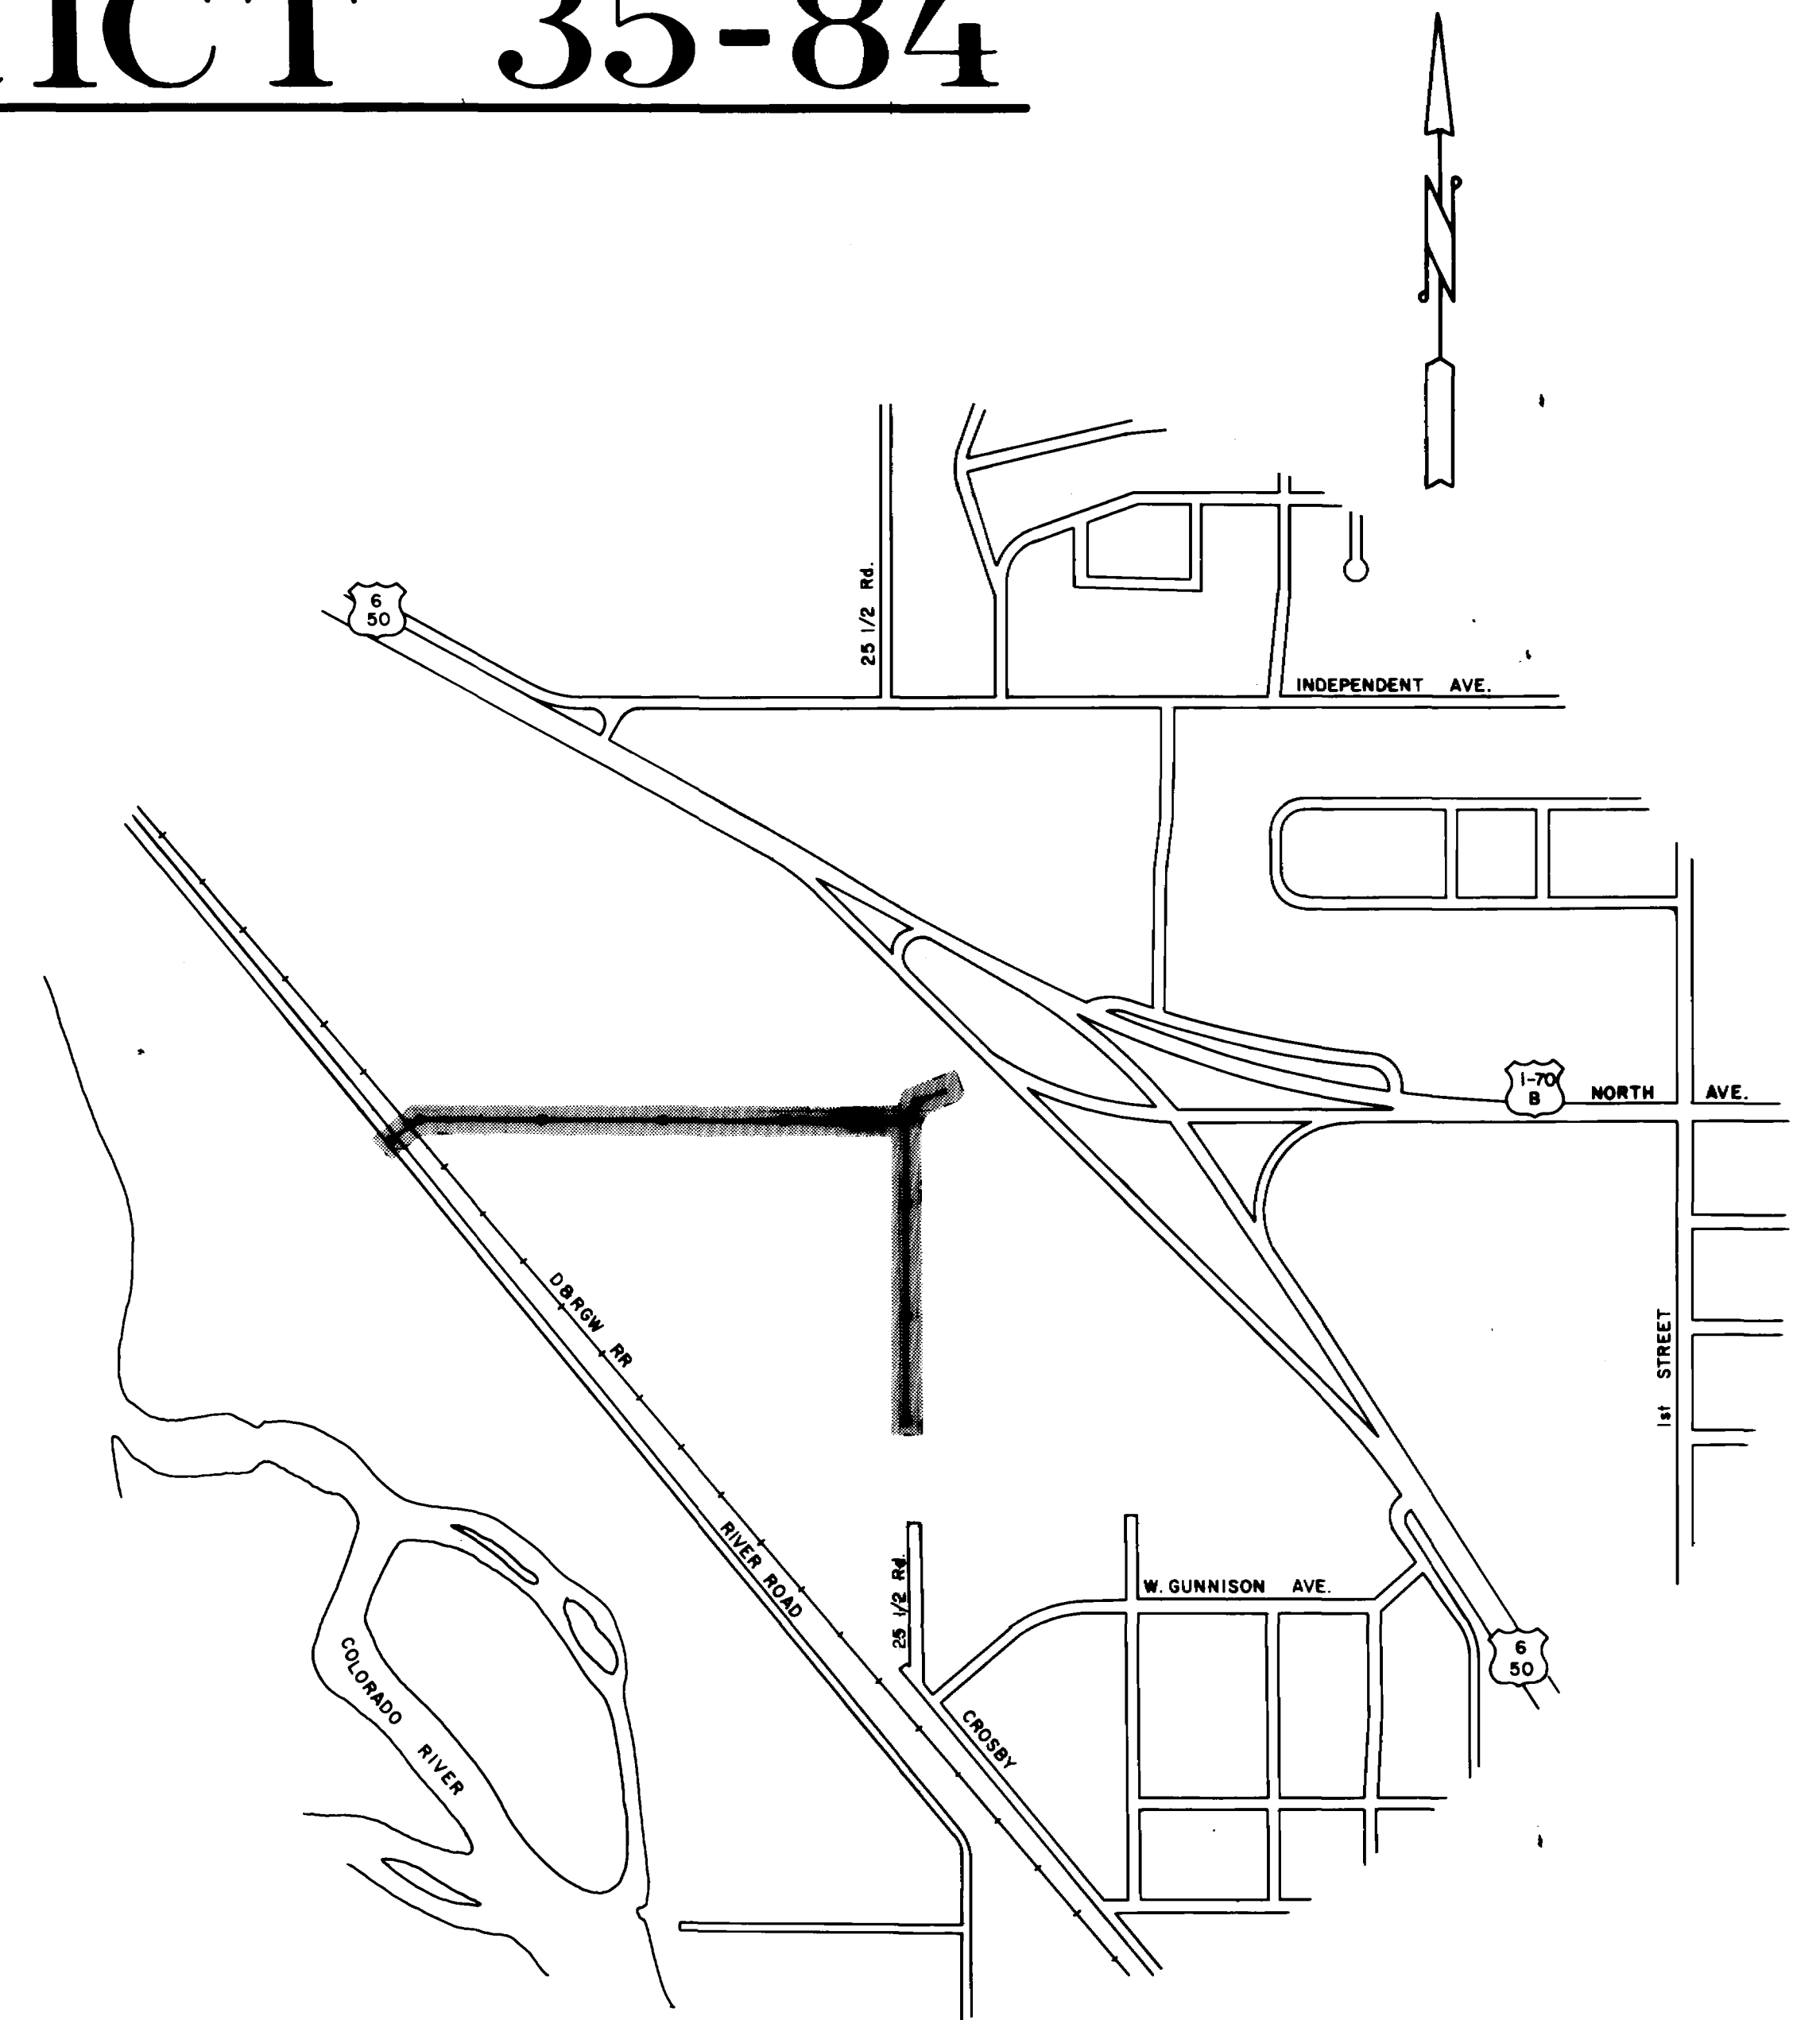 ICT 35-84
N
25 1/2 Rd.
6
50
INDEPENDENT AVE.
I-70
B
NORTH AVE.
D&RGW RR
1st STREET
RIVER ROAD
25 1/2 Rd.
W. GUNNISON AVE.
6
50
COLORADO RIVER
CROSBY